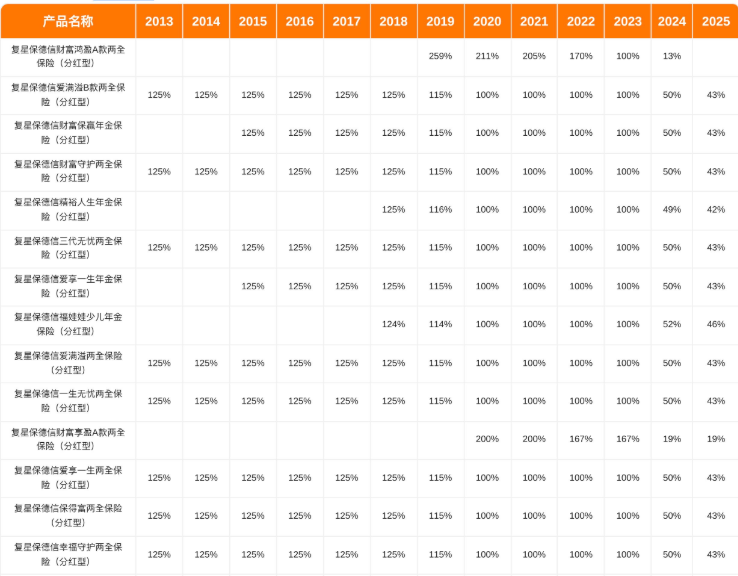 产品名称 2013 2014 2015 2016 2017 2018 2019 2020 2021 2022 2023 2024 2025
复星保德信财富鸿盈A款两全
保险（分红型） 259% 211% 205% 170% 100% 13%
复星保德信爱满溢B款两全保
险（分红型） 125% 125% 125% 125% 125% 125% 115% 100% 100% 100% 100% 50% 43%
复星保德信财富保赢年金保
险（分红型） 125% 125% 125% 125% 115% 100% 100% 100% 100% 50% 43%
复星保德信财富守护两全保
险（分红型） 125% 125% 125% 125% 125% 125% 115% 100% 100% 100% 100% 50% 43%
复星保德信精裕人生年金保
险（分红型） 125% 116% 100% 100% 100% 100% 49% 42%
复星保德信三代无忧两全保
险（分红型） 125% 125% 125% 125% 125% 125% 115% 100% 100% 100% 100% 50% 43%
复星保德信爱享一生年金保
险（分红型） 125% 125% 125% 125% 115% 100% 100% 100% 100% 50% 43%
复星保德信福娃娃少儿年金
保险（分红型） 124% 114% 100% 100% 100% 100% 52% 46%
复星保德信爱满溢两全保险
（分红型） 125% 125% 125% 125% 125% 125% 115% 100% 100% 100% 100% 50% 43%
复星保德信一生无忧两全保
险（分红型） 125% 125% 125% 125% 125% 125% 115% 100% 100% 100% 100% 50% 43%
复星保德信财富享盈A款两全
保险（分红型） 200% 200% 167% 167% 19% 19%
复星保德信爱享一生两全保
险（分红型） 125% 125% 125% 125% 125% 125% 115% 100% 100% 100% 100% 50% 43%
复星保德信保得富两全保险
（分红型） 125% 125% 125% 125% 125% 125% 115% 100% 100% 100% 100% 50% 43%
复星保德信幸福守护两全保
险（分红型） 125% 125% 125% 125% 125% 125% 115% 100% 100% 100% 100% 50% 43%